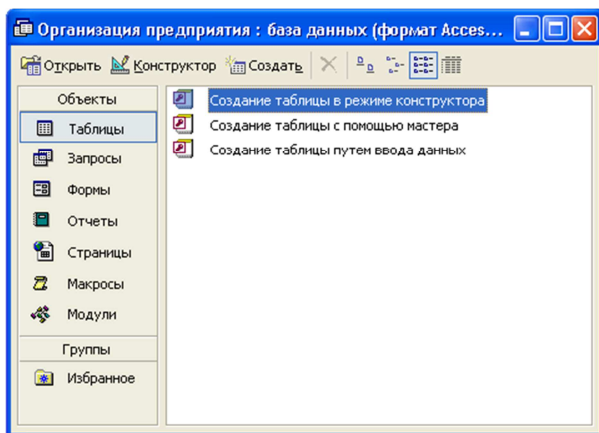 Организация предприятия : база данных (формат Acces...
Открыть Конструктор Создать
Объекты
Таблицы
Запросы
Формы
Отчеты
Страницы
Макросы
Модули
Группы
Избранное
Создание таблицы в режиме конструктора
Создание таблицы с помощью мастера
Создание таблицы путем ввода данных